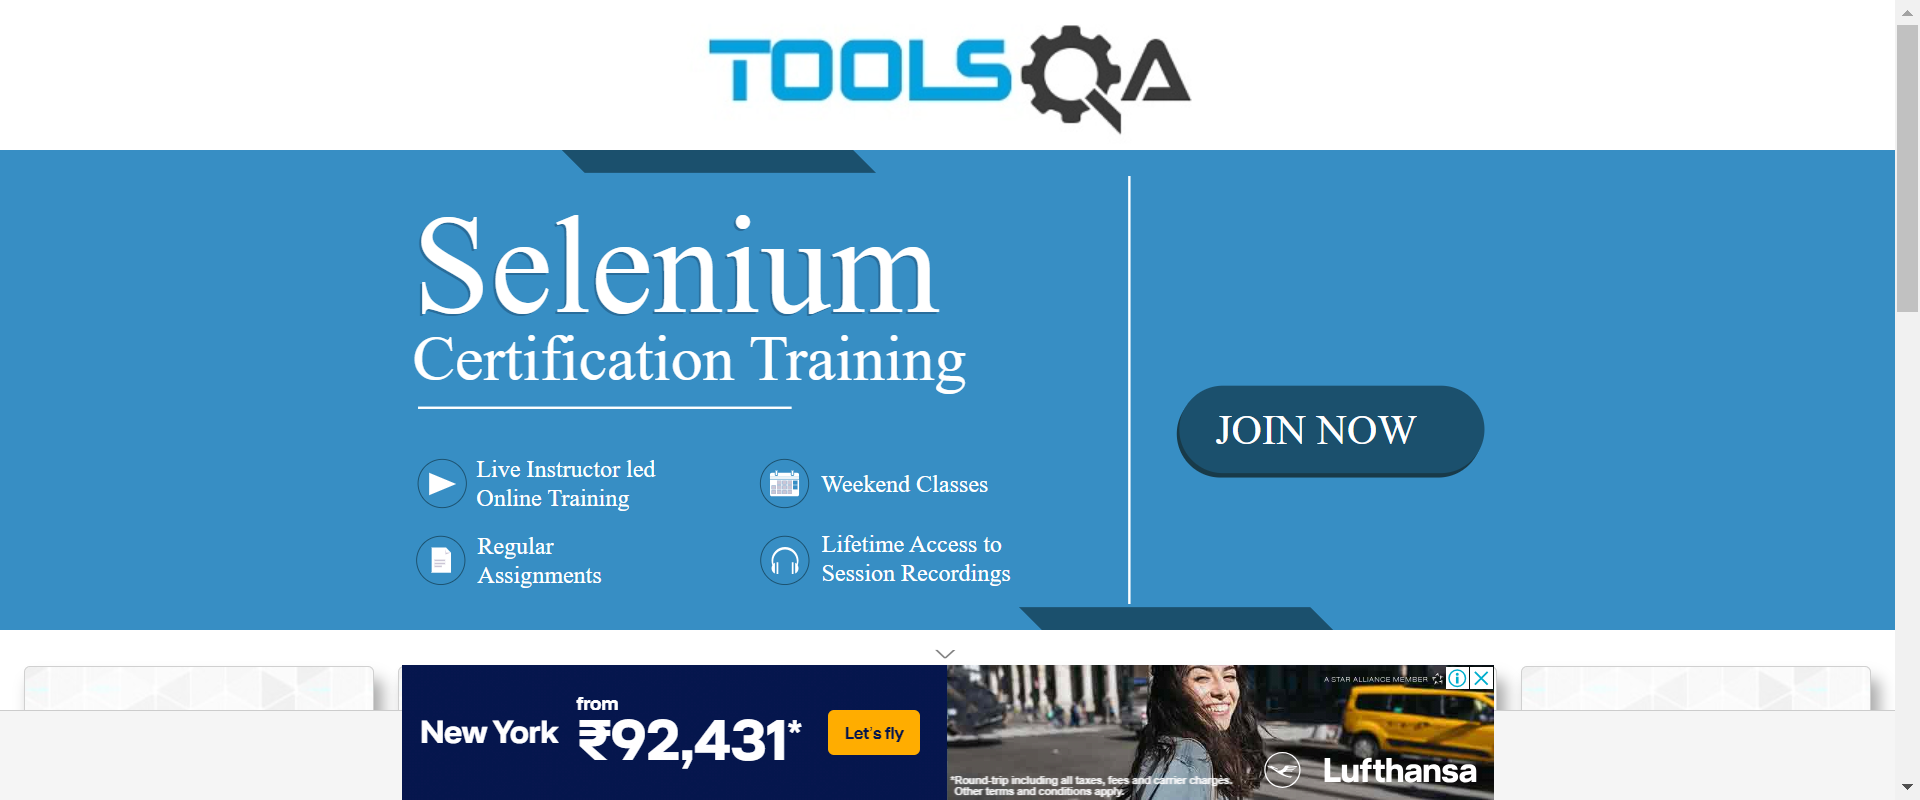 TOOLSQA
Selenium
Certification Training
Live Instructor led
Online Training
Weekend Classes
Regular
Assignments
Lifetime Access to
Session Recordings
JOIN NOW
New York
from
₹92,431*
Let's fly
A STAR ALLIANCE MEMBER
*Round-trip including all taxes, fees and carrier charges.
Other terms and conditions apply.
Lufthansa